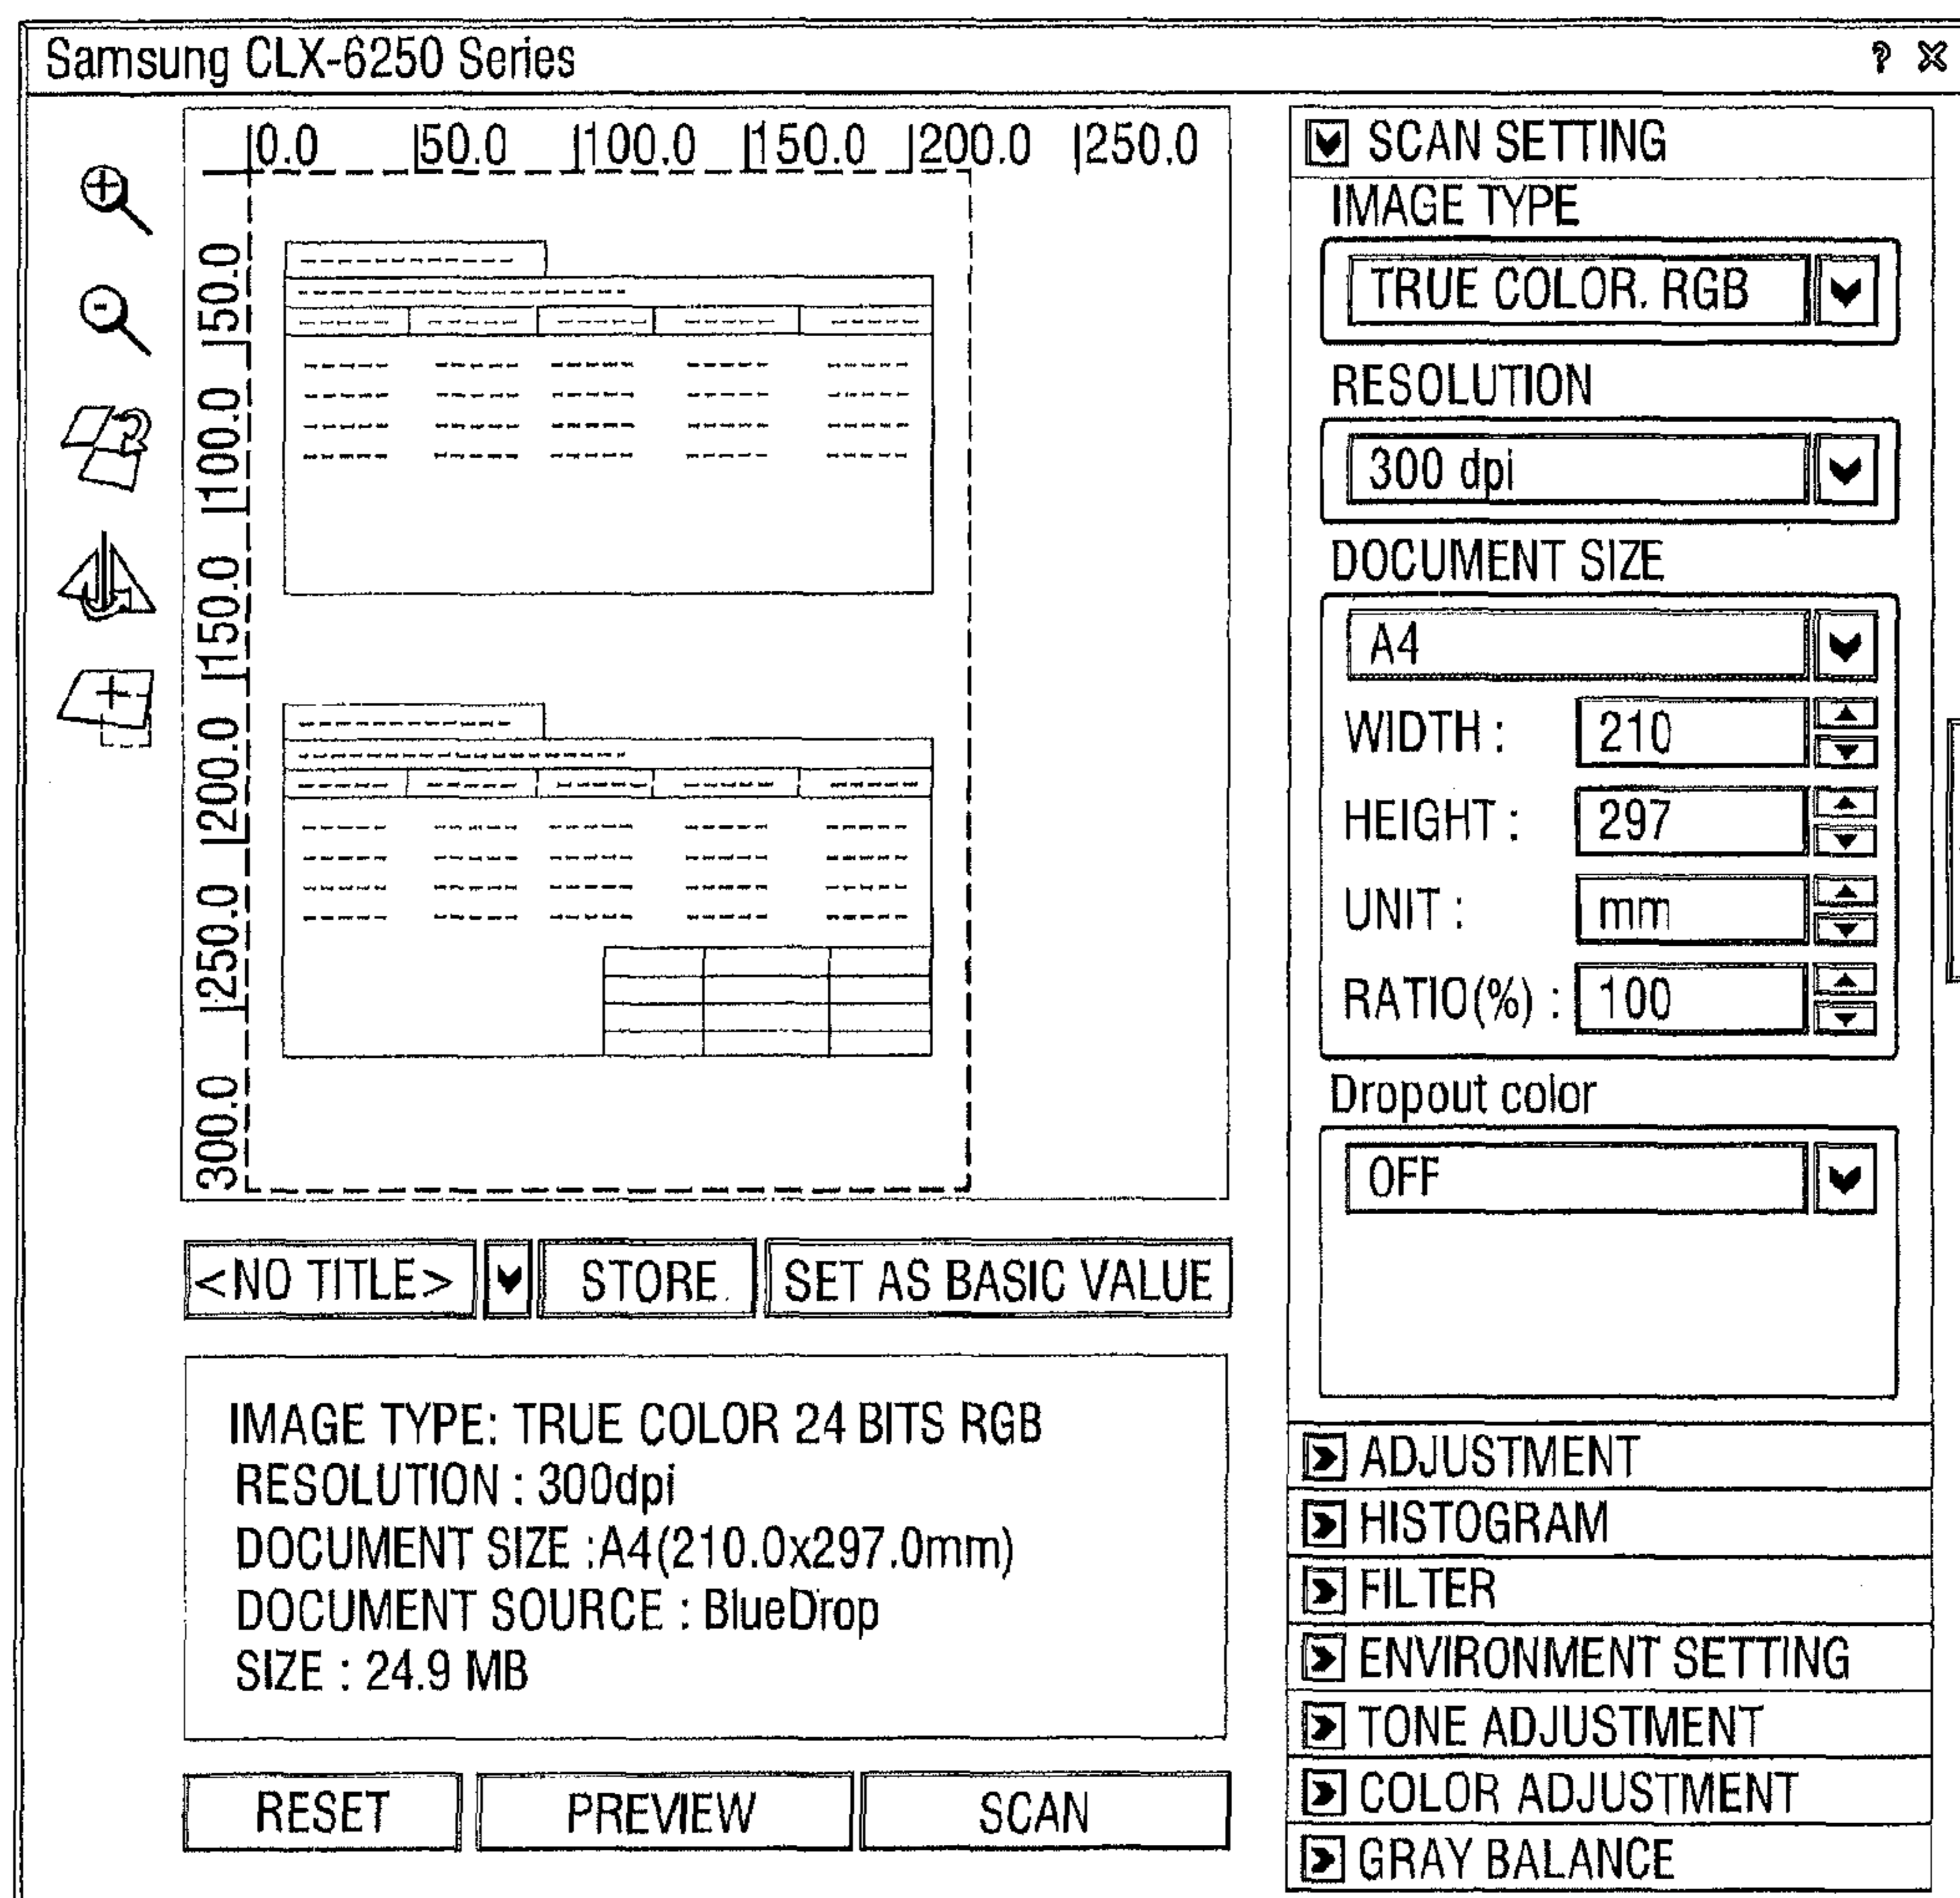 Samsung CLX-6250 Series ? X
|0.0 |50.0 |100.0 |150.0 |200.0 |250.0
|50.0
|100.0
|150.0
|200.0
|250.0
300.0
<NO TITLE> STORE. SET AS BASIC VALUE
IMAGE TYPE: TRUE COLOR 24 BITS RGB
RESOLUTION : 300dpi
DOCUMENT SIZE :A4(210.0x297.0mm)
DOCUMENT SOURCE : BlueDrop
SIZE : 24.9 MB
RESET PREVIEW SCAN
SCAN SETTING
IMAGE TYPE
TRUE COLOR. RGB
RESOLUTION
300 dpi
DOCUMENT SIZE
A4
WIDTH : 210
HEIGHT : 297
UNIT : mm
RATIO(%) : 100
Dropout color
OFF
ADJUSTMENT
HISTOGRAM
FILTER
ENVIRONMENT SETTING
TONE ADJUSTMENT
COLOR ADJUSTMENT
GRAY BALANCE